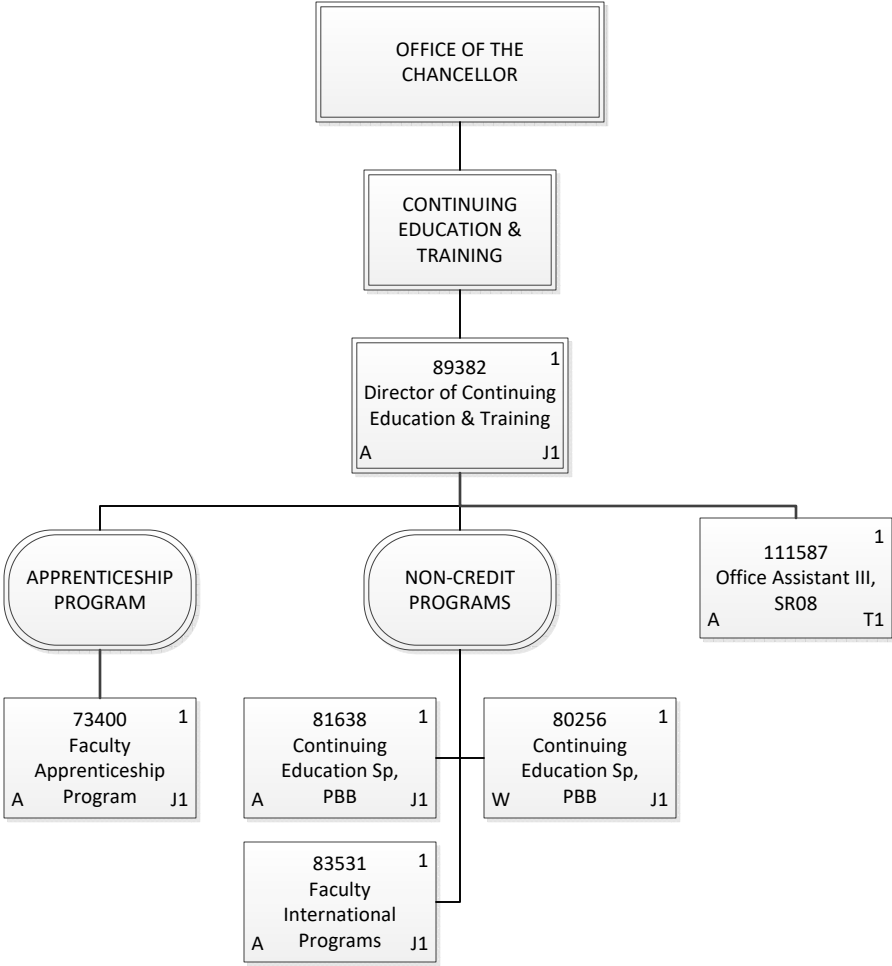 OFFICE OF THE
CHANCELLOR
CONTINUING
EDUCATION &
TRAINING
89382 1
Director of Continuing
Education & Training
A J1
APPRENTICESHIP
PROGRAM
NON-CREDIT
PROGRAMS
111587 1
Office Assistant III,
SR08
A T1
73400 1
Faculty
Apprenticeship
Program
A J1
81638 1
Continuing
Education Sp,
PBB
A J1
80256 1
Continuing
Education Sp,
PBB
W J1
83531 1
Faculty
International
Programs
A J1